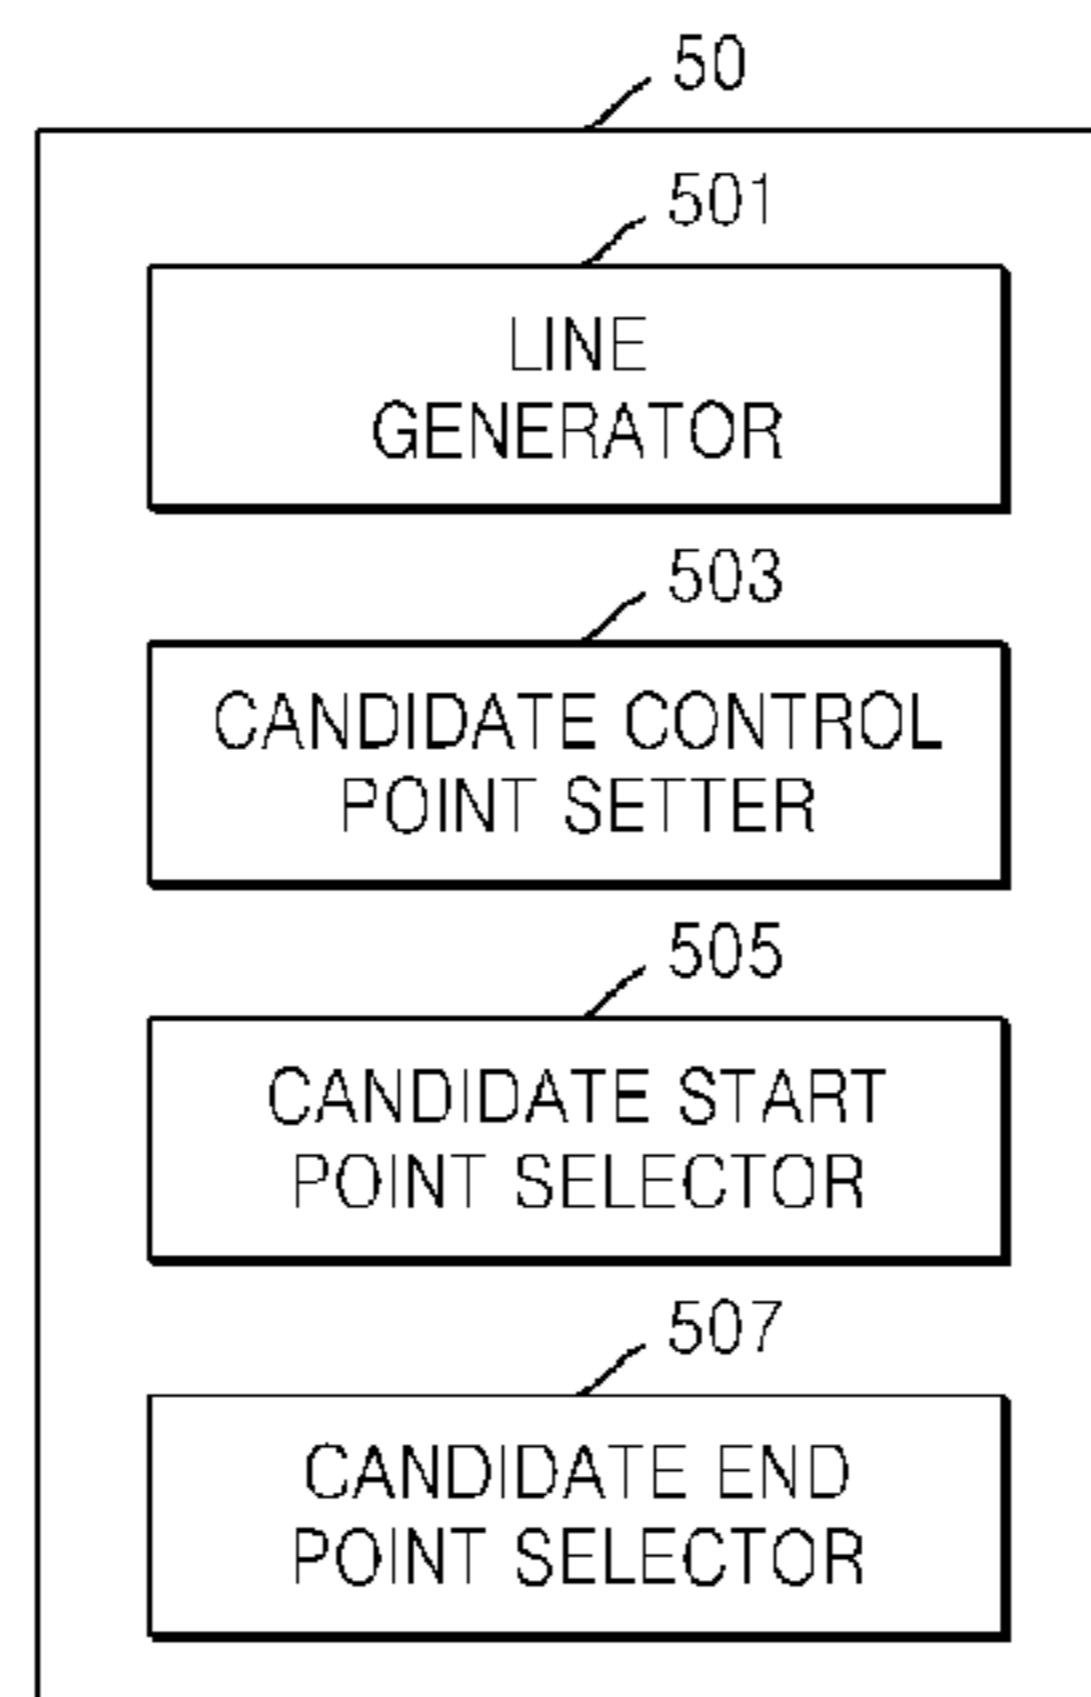 50
501
LINE
GENERATOR
503
CANDIDATE CONTROL
POINT SETTER
505
CANDIDATE START
POINT SELECTOR
507
CANDIDATE END
POINT SELECTOR